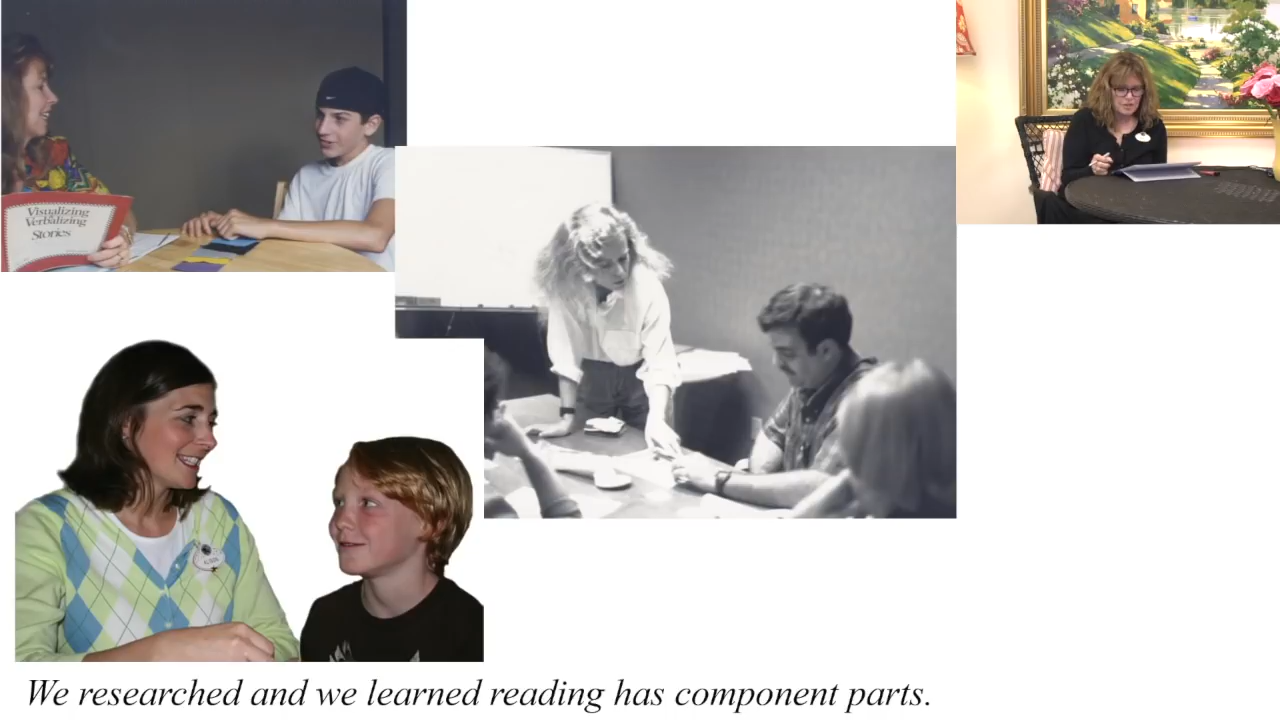 Visualizing
Verbalizing
Stories
We researched and we learned reading has component parts.